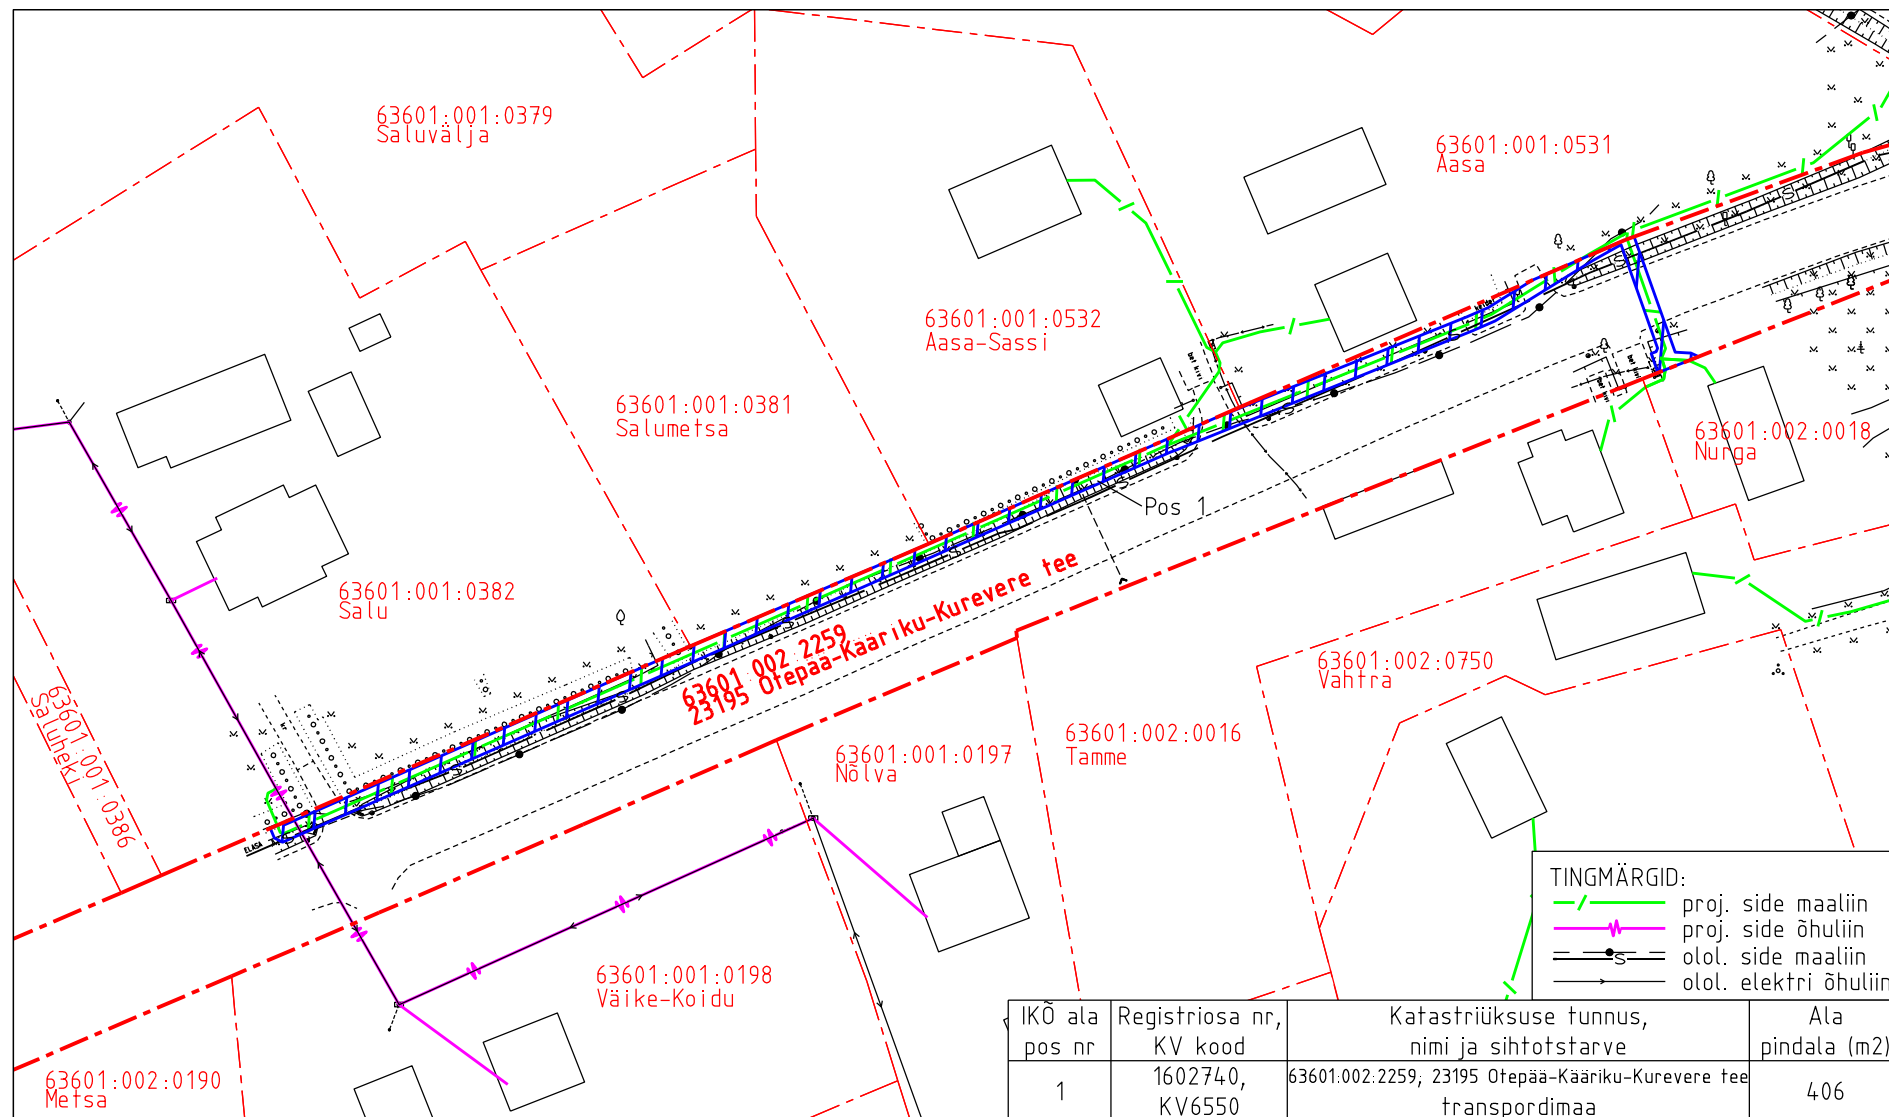 63601:001:0379
Saluvälja
63601:001:0531
Aasa
63601:001:0532
Aasa-Sassi
63601:001:0381
Salumetsa
63601:002:0018
Nurga
Pos 1
63601:001:0382
Salu
63601 002 2259
23195 Otepää-Kääriku-Kurevere tee
63601:002:0750
Vahtra
63601:001:0386
Saluheki
63601:001:0197
Nõlva
63601:002:0016
Tamme
ELASA
63601:001:0198
Väike-Koidu
63601:002:0190
Metsa
TINGMÄRGID:
proj. side maaliin
proj. side õhuliin
S olol. side maaliin
olol. elektri õhuliin
IKÕ ala pos nr
Registriosa nr, KV kood
Katastriüksuse tunnus, nimi ja sihtotstarve
Ala pindala (m2)
1
1602740, KV6550
63601:002:2259; 23195 Otepää-Kääriku-Kurevere tee transpordimaa
406